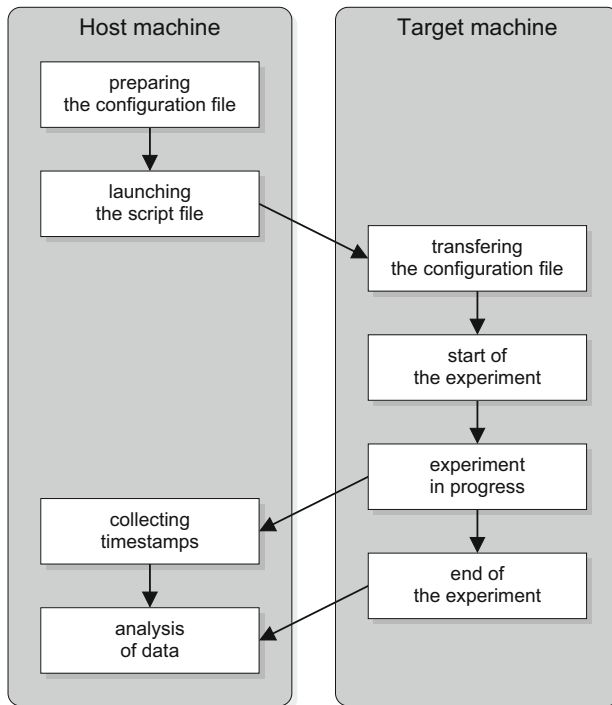 Host machine
preparing
the configuration file
launching
the script file
collecting
timestamps
analysis
of data
Target machine
transfering
the configuration file
start of
the experiment
experiment
in progress
end of
the experiment